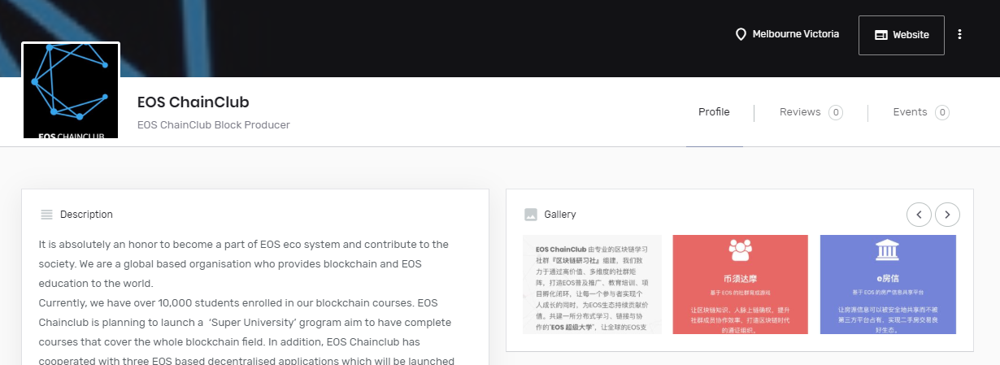 Melbourne Victoria
Website
EOS CHAINCLUB
EOS ChainClub
EOS ChainClub Block Producer
Profile
Reviews 0
Events 0
Description
It is absolutely an honor to become a part of EOS eco system and contribute to the
society. We are a global based organisation who provides blockchain and EOS
education to the world.
Currently, we have over 10,000 students enrolled in our blockchain courses. EOS
Chainclub is planning to launch a ‘Super University’ grogram aim to have complete
courses that cover the whole blockchain field. In addition, EOS Chainclub has
cooperated with three EOS based decentralised applications which will be launched
Gallery
EOS ChainClub 由专业的区块链学习
社群『区块链研习社』组建，我们致
力于通过高价值、多维度的社群矩
阵，打造EOS普及推广、教育培训、项
目孵化闭环，让每一个参与者实现个
人成长的同时，为EOS生态持续贡献价
值。共建一所分布式学习、链接与协
作的"EOS 超级大学"，让全球的EOS支
币须达摩
基于 EOS 的社群育成游戏
让区块链知识、人脉上链确权，提升
社群成员协作效率，打造区块链时代
的通证组织。
e房信
基于 EOS 的房产信息共享平台
让房源信息可以被安全地共享而不被
第三方平台占有，实现二手房交易良
好生态。